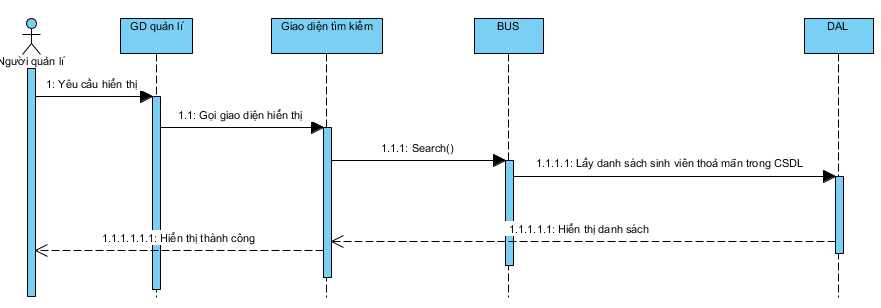 GD quản lí
Giao diện tìm kiếm
BUS
DAL
Người quản lí
1: Yêu cầu hiển thị
1.1: Gọi giao diện hiển thị
1.1.1: Search()
1.1.1.1: Lấy danh sách sinh viên thoả mãn trong CSDL
1.1.1.1.1: Hiển thị danh sách
1.1.1.1.1.1: Hiển thị thành công